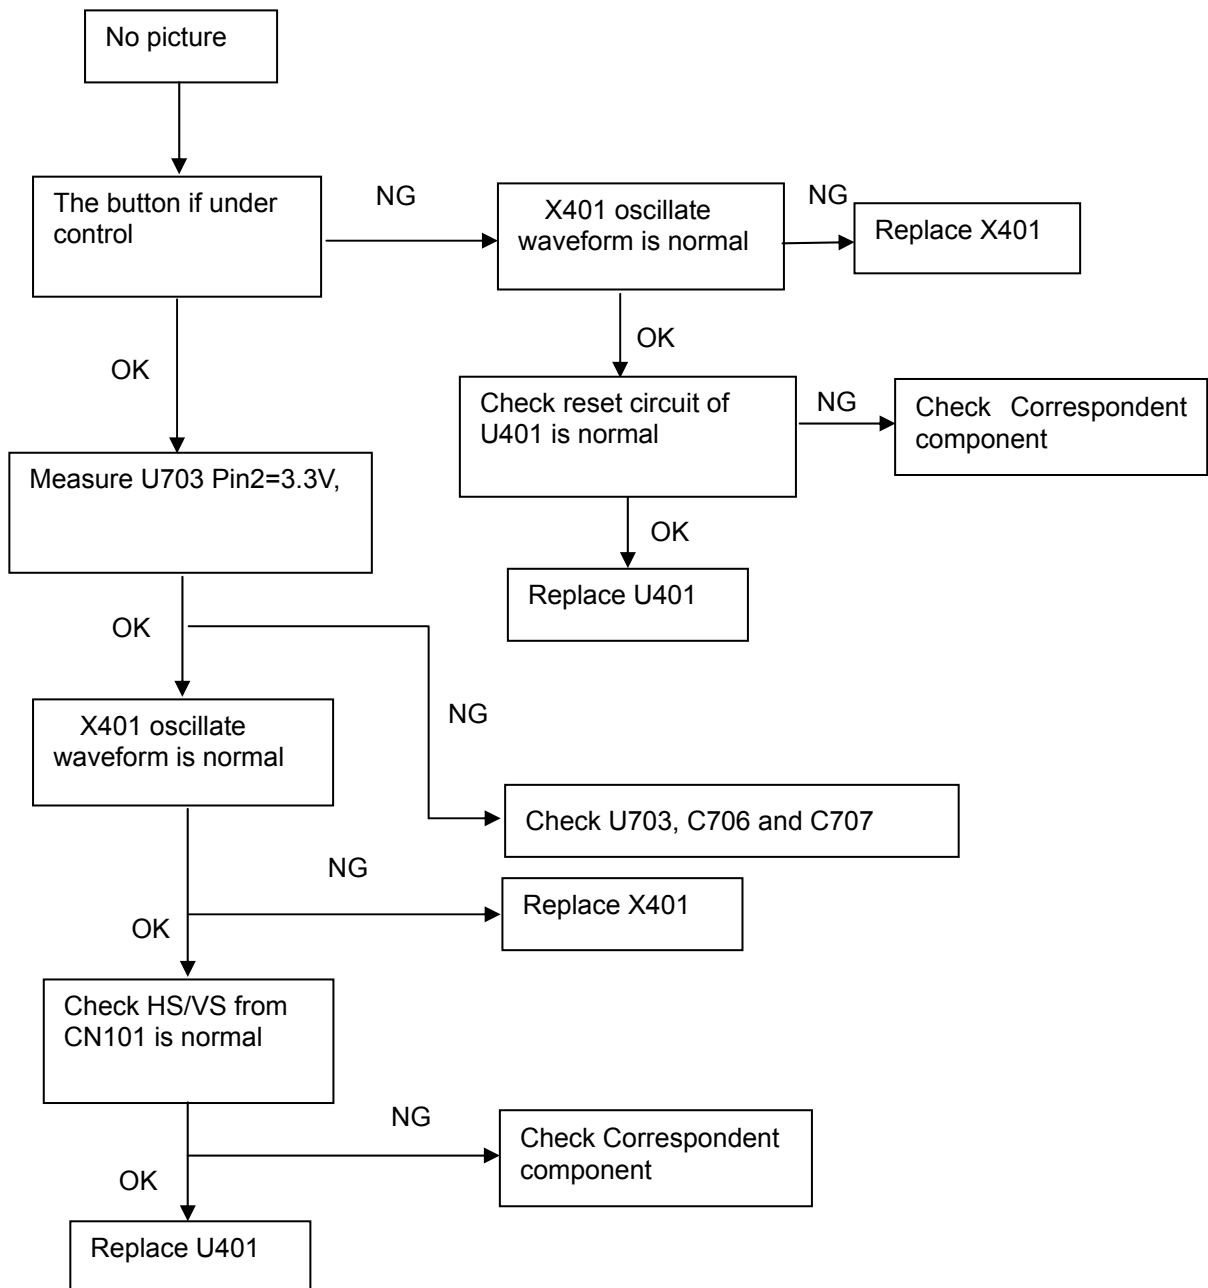 No picture
The button if under
control
NG
X401 oscillate
waveform is normal
NG
Replace X401
OK
OK
Check reset circuit of
U401 is normal
NG
Check Correspondent
component
Measure U703 Pin2=3.3V,
OK
Replace U401
OK
NG
X401 oscillate
waveform is normal
Check U703, C706 and C707
NG
Replace X401
OK
Check HS/VS from
CN101 is normal
NG
Check Correspondent
component
OK
Replace U401